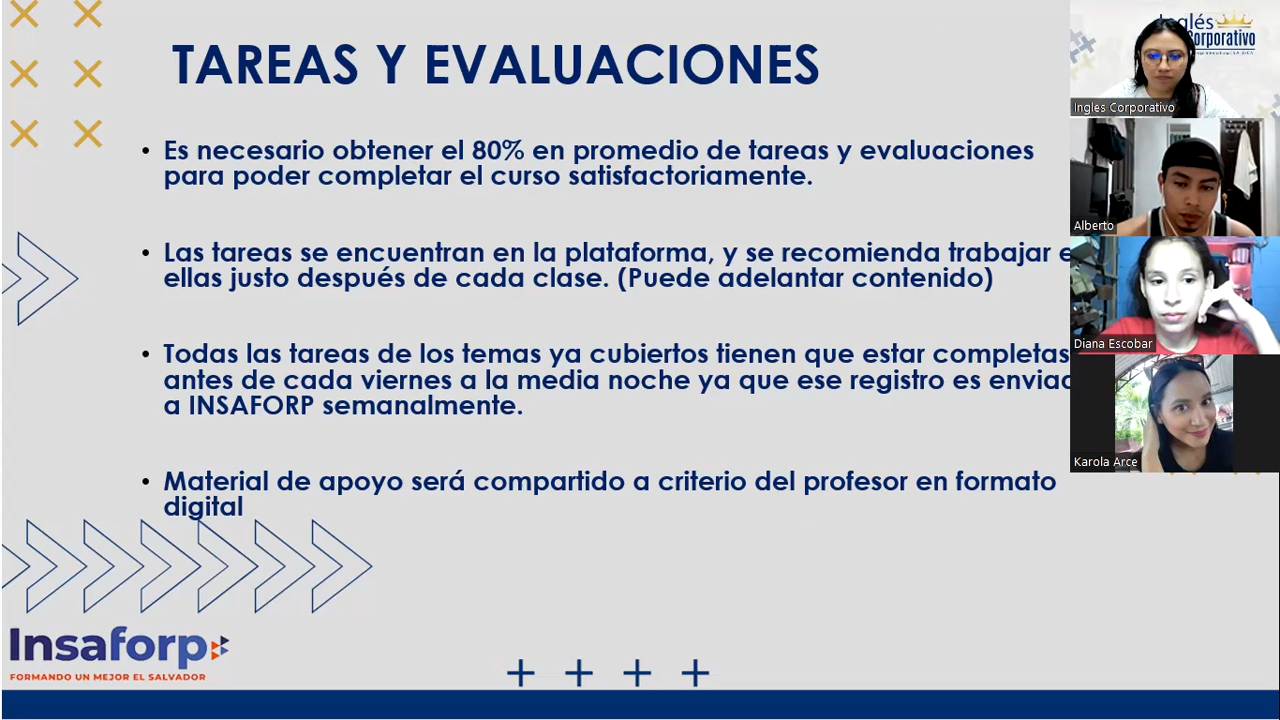 TAREAS Y EVALUACIONES
• Es necesario obtener el 80% en promedio de tareas y evaluaciones
para poder completar el curso satisfactoriamente.
• Las tareas se encuentran en la plataforma, y se recomienda trabajar
ellas justo después de cada clase. (Puede adelantar contenido)
• Todas las tareas de los temas ya cubiertos tienen que estar completas
antes de cada viernes a la media noche ya que ese registro es
a INSAFORP semanalmente.
• Material de apoyo será compartido a criterio del profesor en formato
digital
Insaforp
FORMANDO UN MEJOR EL SALVADOR
Inglés
Corporativo
Ingles Corporativo
Alberto
Diana Escobar
Karola Arce